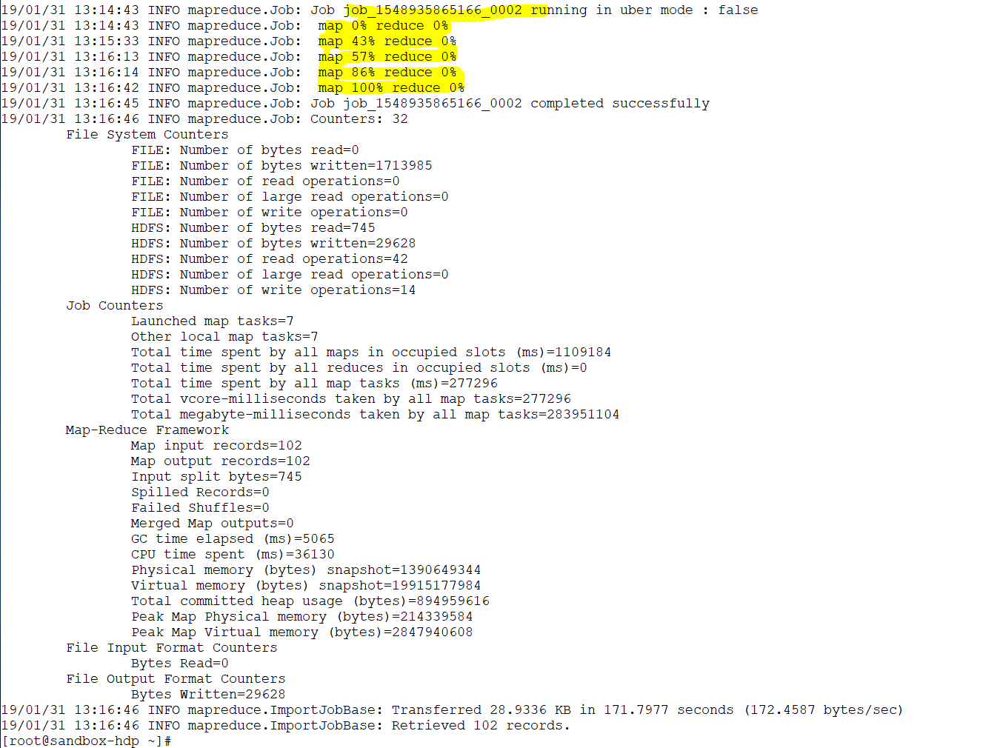 19/01/31 13:14:43 INFO mapreduce.Job: Job job_1548935865166_0002 running in uber mode : false
19/01/31 13:14:43 INFO mapreduce.Job:  map 0% reduce 0%
19/01/31 13:15:33 INFO mapreduce.Job:  map 43% reduce 0%
19/01/31 13:16:13 INFO mapreduce.Job:  map 57% reduce 0%
19/01/31 13:16:14 INFO mapreduce.Job:  map 86% reduce 0%
19/01/31 13:16:42 INFO mapreduce.Job:  map 100% reduce 0%
19/01/31 13:16:45 INFO mapreduce.Job: Job job_1548935865166_0002 completed successfully
19/01/31 13:16:46 INFO mapreduce.Job: Counters: 32
File System Counters
FILE: Number of bytes read=0
FILE: Number of bytes written=1713985
FILE: Number of read operations=0
FILE: Number of large read operations=0
FILE: Number of write operations=0
HDFS: Number of bytes read=745
HDFS: Number of bytes written=29628
HDFS: Number of read operations=42
HDFS: Number of large read operations=0
HDFS: Number of write operations=14
Job Counters
Launched map tasks=7
Other local map tasks=7
Total time spent by all maps in occupied slots (ms)=1109184
Total time spent by all reduces in occupied slots (ms)=0
Total time spent by all map tasks (ms)=277296
Total vcore-milliseconds taken by all map tasks=277296
Total megabyte-milliseconds taken by all map tasks=283951104
Map-Reduce Framework
Map input records=102
Map output records=102
Input split bytes=745
Spilled Records=0
Failed Shuffles=0
Merged Map outputs=0
GC time elapsed (ms)=5065
CPU time spent (ms)=36130
Physical memory (bytes) snapshot=1390649344
Virtual memory (bytes) snapshot=19915177984
Total committed heap usage (bytes)=894959616
Peak Map Physical memory (bytes)=214339584
Peak Map Virtual memory (bytes)=2847940608
File Input Format Counters
Bytes Read=0
File Output Format Counters
Bytes Written=29628
19/01/31 13:16:46 INFO mapreduce.ImportJobBase: Transferred 28.9336 KB in 171.7977 seconds (172.4587 bytes/sec)
19/01/31 13:16:46 INFO mapreduce.ImportJobBase: Retrieved 102 records.
[root@sandbox-hdp ~]#